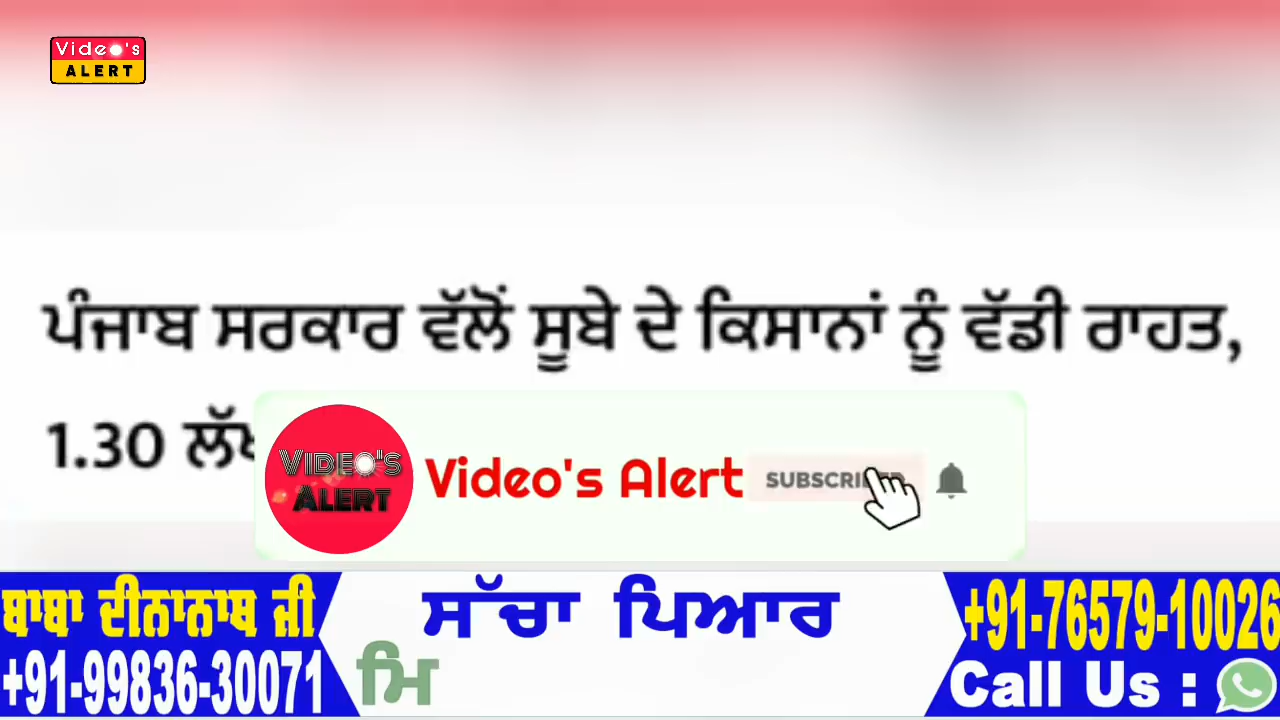 Video's
ALERT
ਪੰਜਾਬ ਸਰਕਾਰ ਵੱਲੋਂ ਸੂਬੇ ਦੇ ਕਿਸਾਨਾਂ ਨੂੰ ਵੱਡੀ ਰਾਹਤ,
1.30
VIDEO'S
ALERT
Video's Alert
ਬਾਬਾ ਦੀਨਾਨਾਥ ਜੀ
+91-99836-30071
ਸੱਚਾ ਪਿਆਰ
ਮਿ
+91-76579-10026
Call Us :